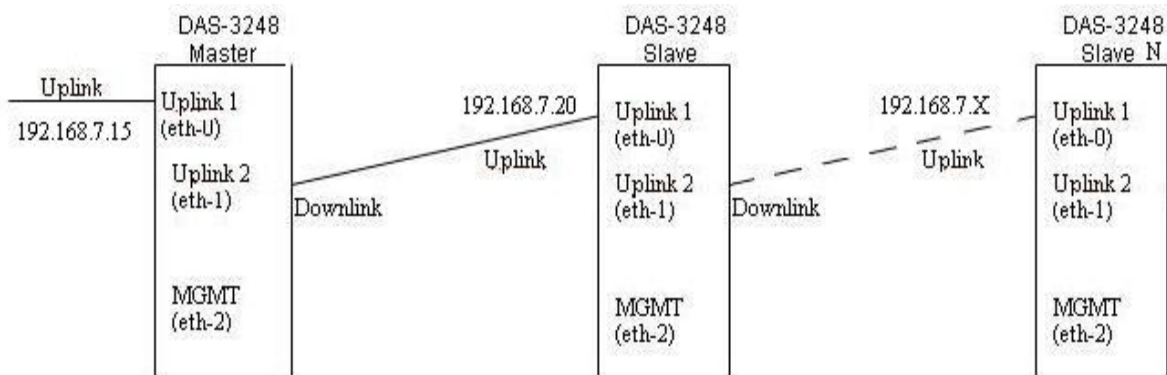 DAS-3248
Master
Uplink
192.168.7.15
Uplink 1
(eth-0)
Uplink 2
(eth-1)
Downlink
MGMT
(eth-2)
DAS-3248
Slave
192.168.7.20
Uplink
Uplink 1
(eth-0)
Uplink 2
(eth-1)
Downlink
MGMT
(eth-2)
DAS-3248
Slave N
192.168.7.X
Uplink
Uplink 1
(eth-0)
Uplink 2
(eth-1)
MGMT
(eth-2)